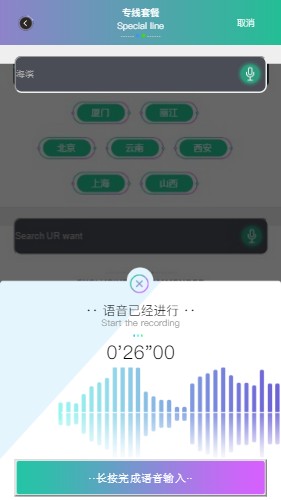 专线套餐
Special line
取消
海滨
厦门
丽江
北京
云南
西安
上海
山西
Search UR want
·· 语音已经进行 ··
Start the recording
0'26"00
··长按完成语音输入··